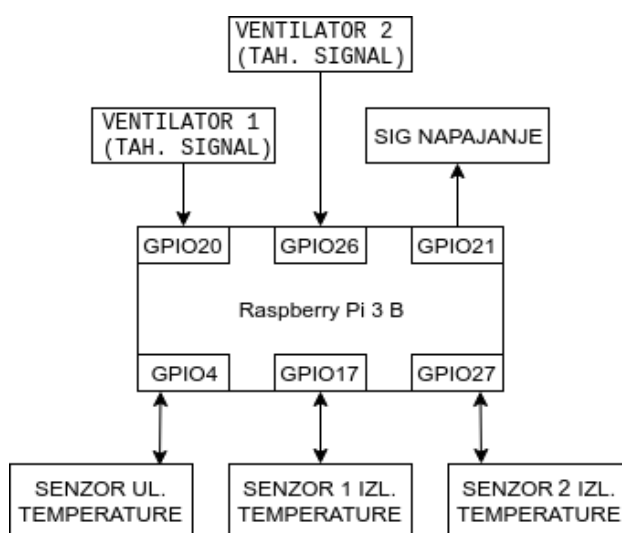 VENTILATOR 2
(TAH. SIGNAL)
VENTILATOR 1
(TAH. SIGNAL)
SIG NAPAJANJE
GPIO20
GPIO26
GPIO21
Raspberry Pi 3 B
GPIO4
GPIO17
GPIO27
SENZOR UL.
TEMPERATURE
SENZOR 1 IZL.
TEMPERATURE
SENZOR 2 IZL.
TEMPERATURE